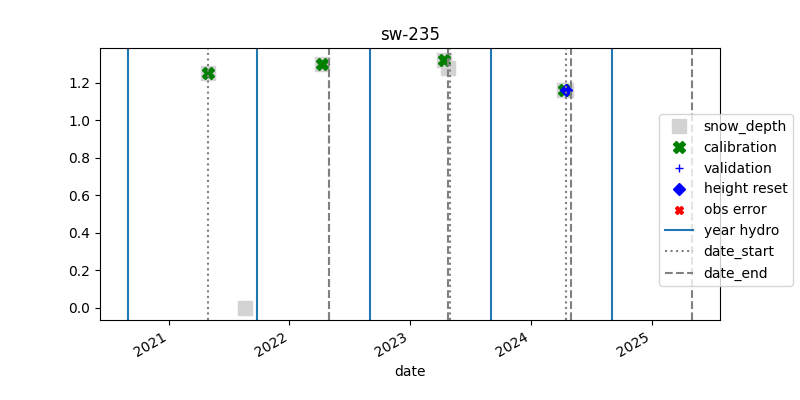 sw-235
1.2
1.0
0.8
0.6
0.4
0.2
0.0
snow_depth
calibration
validation
height reset
obs error
year hydro
date_start
date_end
2021
2022
2023
2024
2025
date